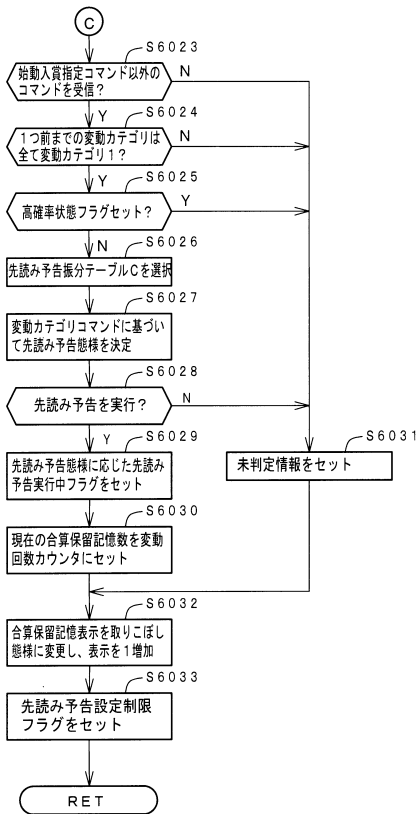 C
S6023
始動入賞指定コマンド以外の
コマンドを受信?
N
Y
S6024
1つ前までの変動カテゴリは
全て変動カテゴリ1?
N
Y
S6025
高確率状態フラグセット?
Y
N
S6026
先読み予告振分テーブルCを選択
S6027
変動カテゴリコマンドに基づい
て先読み予告態様を決定
S6028
先読み予告を実行?
N
Y
S6029
先読み予告態様に応じた先読み
予告実行中フラグをセット
S6031
未判定情報をセット
S6030
現在の合算保留記憶数を変動
回数カウンタにセット
S6032
合算保留記憶表示を取りこぼし
態様に変更し、表示を1増加
S6033
先読み予告設定制限
フラグをセット
RET